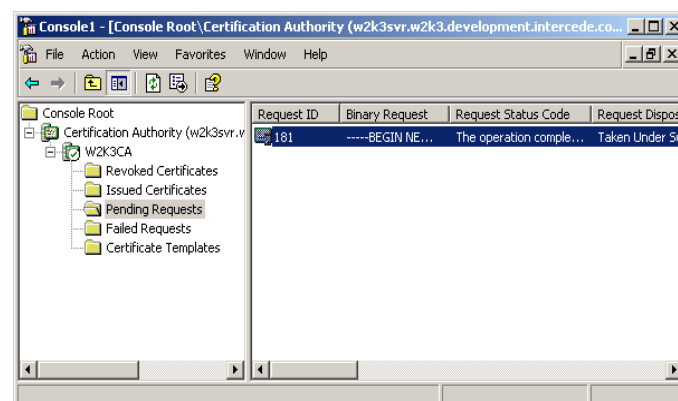 Console1 - [Console Root\Certification Authority (w2k3svr.w2k3.development.intercede.co...
File Action View Favorites Window Help
Console Root
Certification Authority (w2k3svr.w
W2K3CA
Revoked Certificates
Issued Certificates
Pending Requests
Failed Requests
Certificate Templates
Request ID Binary Request Request Status Code Request Dispos
181 -----BEGIN NE... The operation comple... Taken Under Su